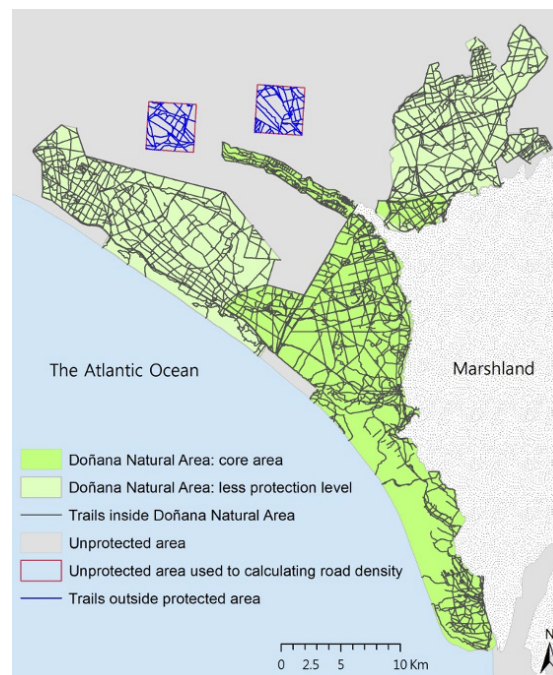 The Atlantic Ocean
Marshland
Doñana Natural Area: core area
Doñana Natural Area: less protection level
Trails inside Doñana Natural Area
Unprotected area
Unprotected area used to calculating road density
Trails outside protected area
0 2.5 5 10 Km
N